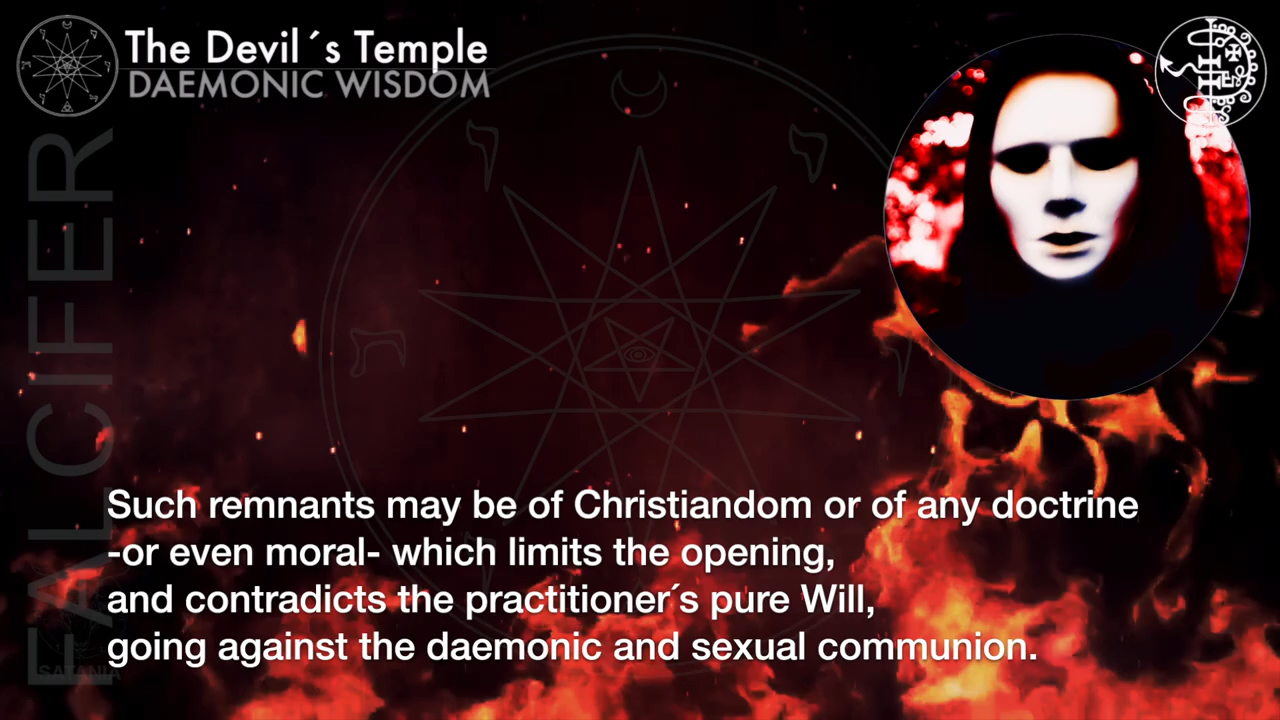 The Devil´s Temple
DAEMONIC WISDOM
FALCIFER
Such remnants may be of Christiandom or of any doctrine
-or even moral- which limits the opening,
and contradicts the practitioner´s pure Will,
going against the daemonic and sexual communion.
SATANIA